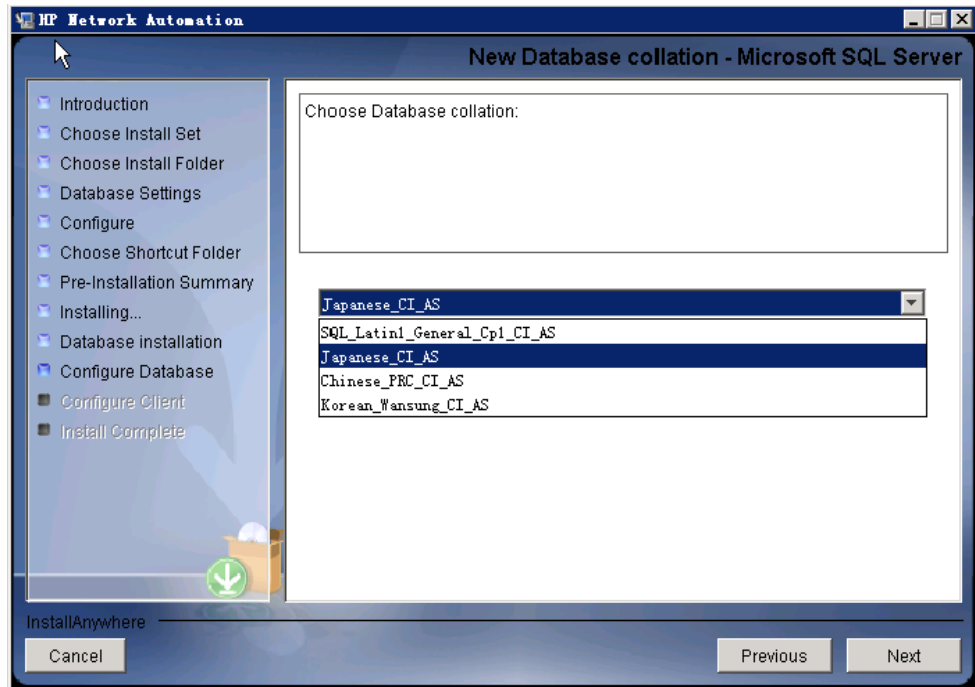 HP Network Automation
New Database collation - Microsoft SQL Server
Introduction
Choose Install Set
Choose Install Folder
Database Settings
Configure
Choose Shortcut Folder
Pre-Installation Summary
Installing...
Database installation
Configure Database
Configure Client
Install Complete
Choose Database collation:
Japanese_CI_AS
SQL_Latin1_General_Cp1_CI_AS
Japanese_CI_AS
Chinese_PRC_CI_AS
Korean_Wansung_CI_AS
InstallAnywhere
Cancel
Previous
Next